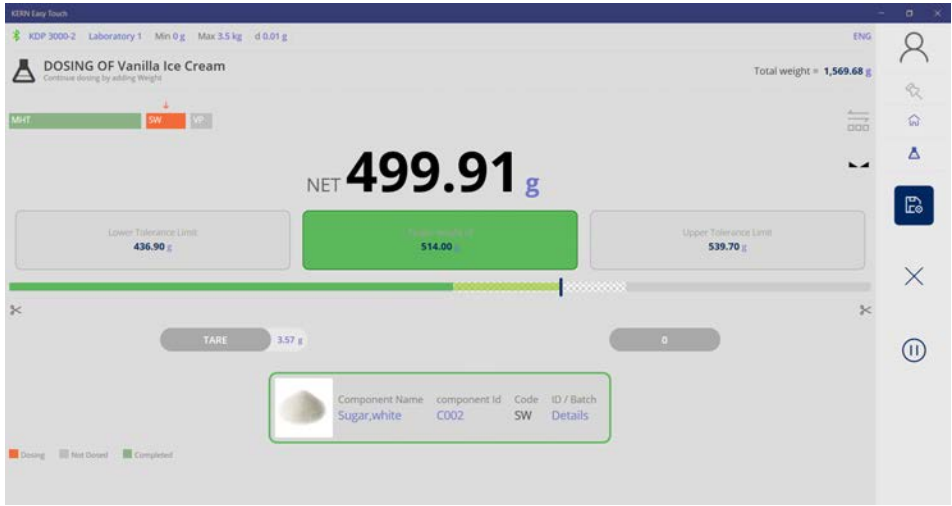 KERN Easy Touch
KDP 3000-2 Laboratory 1 Min 0 g Max 3.5 kg d 0.01 g ENG
DOSING OF Vanilla Ice Cream
Continue dosing by adding Weight
Total weight = 1,569.68 g
MHT SW VP
NET 499.91 g
Lower Tolerance Limit
436.90 g
514.00
Upper Tolerance Limit
539.70 g
TARE 3.57 g
0
Component Name component Id Code ID / Batch
Sugar,white C002 SW Details
Dosing Not Dosed Completed